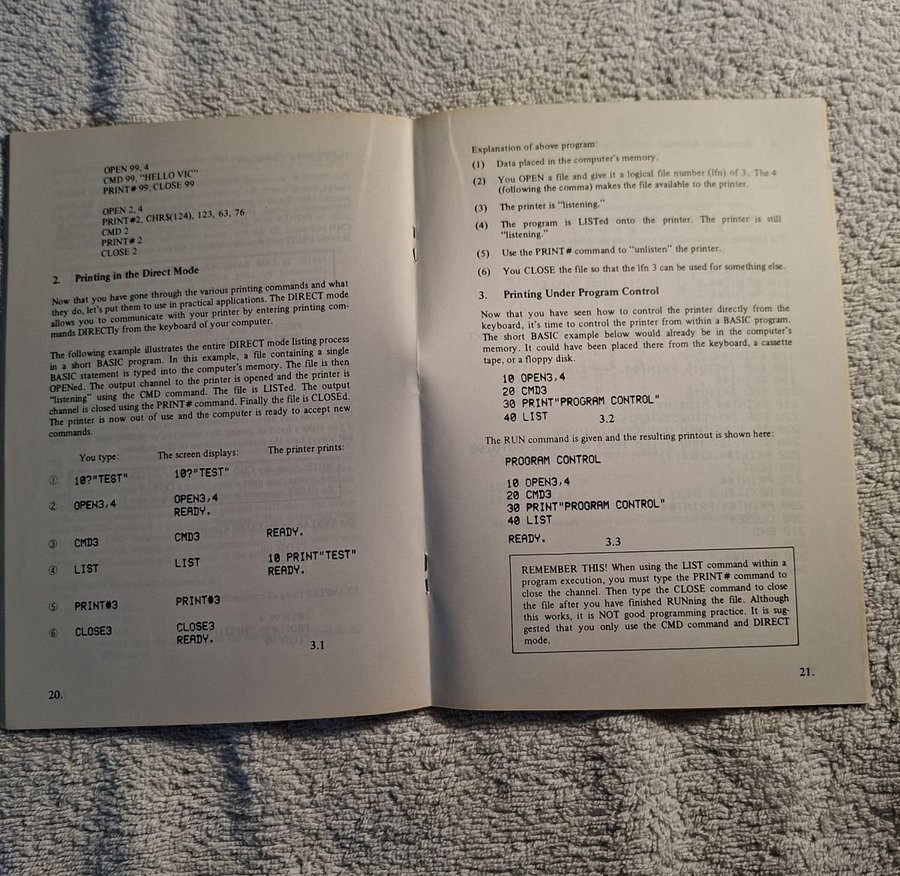 OPEN 99, 4
CMD 99, "HELLO VIC"
PRINT# 99: CLOSE 99
OPEN 2, 4
PRINT#2, CHR$(124), 123, 63, 76
CMD 2
PRINT# 2
CLOSE 2
2. Printing in the Direct Mode
Now that you have gone through the various printing commands and what
they do, let's put them to use in practical applications. The DIRECT mode
allows you to communicate with your printer by entering printing com-
mands DIRECTly from the keyboard of your computer.
The following example illustrates the entire DIRECT mode listing process
in a short BASIC program. In this example, a file containing a single
BASIC statement is typed into the computer's memory. The file is then
OPENed. The output channel to the printer is opened and the printer is
"listening" using the CMD command. The file is LISTed. The output
channel is closed using the PRINT# command. Finally the file is CLOSEd.
The printer is now out of use and the computer is ready to accept new
commands.
You type: The screen displays: The printer prints:
① 10?"TEST" 10?"TEST"
② OPEN3,4 OPEN3,4
READY.
③ CMD3 CMD3 READY.
④ LIST LIST 10 PRINT"TEST"
READY.
⑤ PRINT#3 PRINT#3
⑥ CLOSE3 CLOSE3
READY.
3.1
20.
Explanation of above program:
(1) Data placed in the computer's memory.
(2) You OPEN a file and give it a logical file number (lfn) of 3. The 4
(following the comma) makes the file available to the printer.
(3) The printer is "listening."
(4) The program is LISTed onto the printer. The printer is still
"listening."
(5) Use the PRINT# command to "unlisten" the printer.
(6) You CLOSE the file so that the lfn 3 can be used for something else.
3. Printing Under Program Control
Now that you have seen how to control the printer directly from the
keyboard, it's time to control the printer from within a BASIC program.
The short BASIC example below would already be in the computer's
memory. It could have been placed there from the keyboard, a cassette
tape, or a floppy disk.
10 OPEN3,4
20 CMD3
30 PRINT"PROGRAM CONTROL"
40 LIST 3.2
The RUN command is given and the resulting printout is shown here:
PROGRAM CONTROL
10 OPEN3,4
20 CMD3
30 PRINT"PROGRAM CONTROL"
40 LIST
READY. 3.3
REMEMBER THIS! When using the LIST command within a
program execution, you must type the PRINT# command to
close the channel. Then type the CLOSE command to close
the file after you have finished RUNning the file. Although
this works, it is NOT good programming practice. It is sug-
gested that you only use the CMD command and DIRECT
mode.
21.